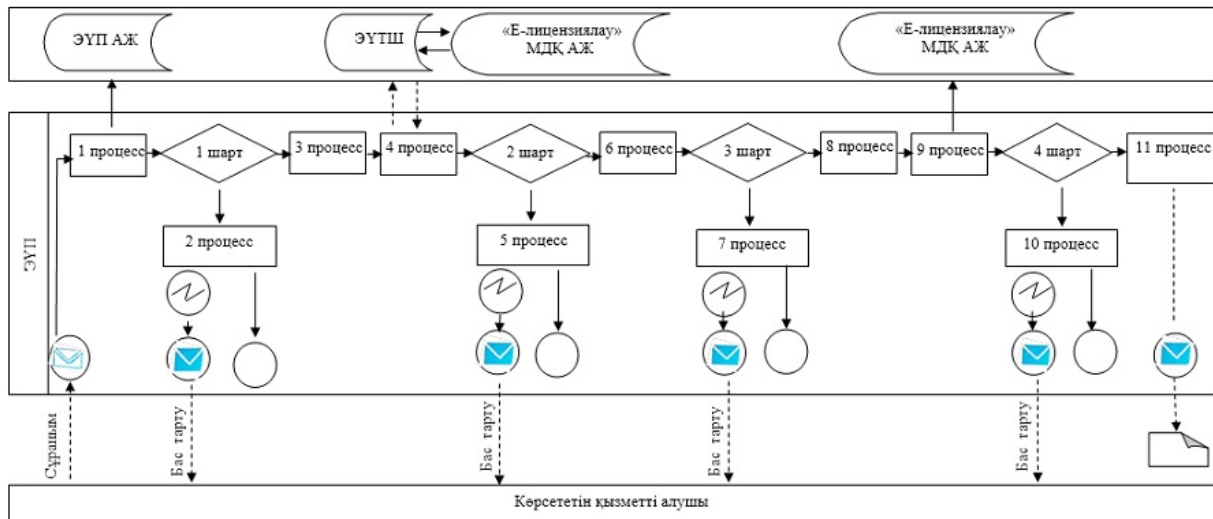 ЭҮП АЖ
ЭҮТШ
«Е-лицензиялау»
МДҚ АЖ
«Е-лицензиялау»
МДҚ АЖ
ЭҮП
1 процесс
1 шарт
3 процесс
4 процесс
2 шарт
6 процесс
3 шарт
8 процесс
9 процесс
4 шарт
11 процесс
2 процесс
5 процесс
7 процесс
10 процесс
Сұраным
Бас тарту
Бас тарту
Бас тарту
Бас тарту
Көрсететін қызметті алушы